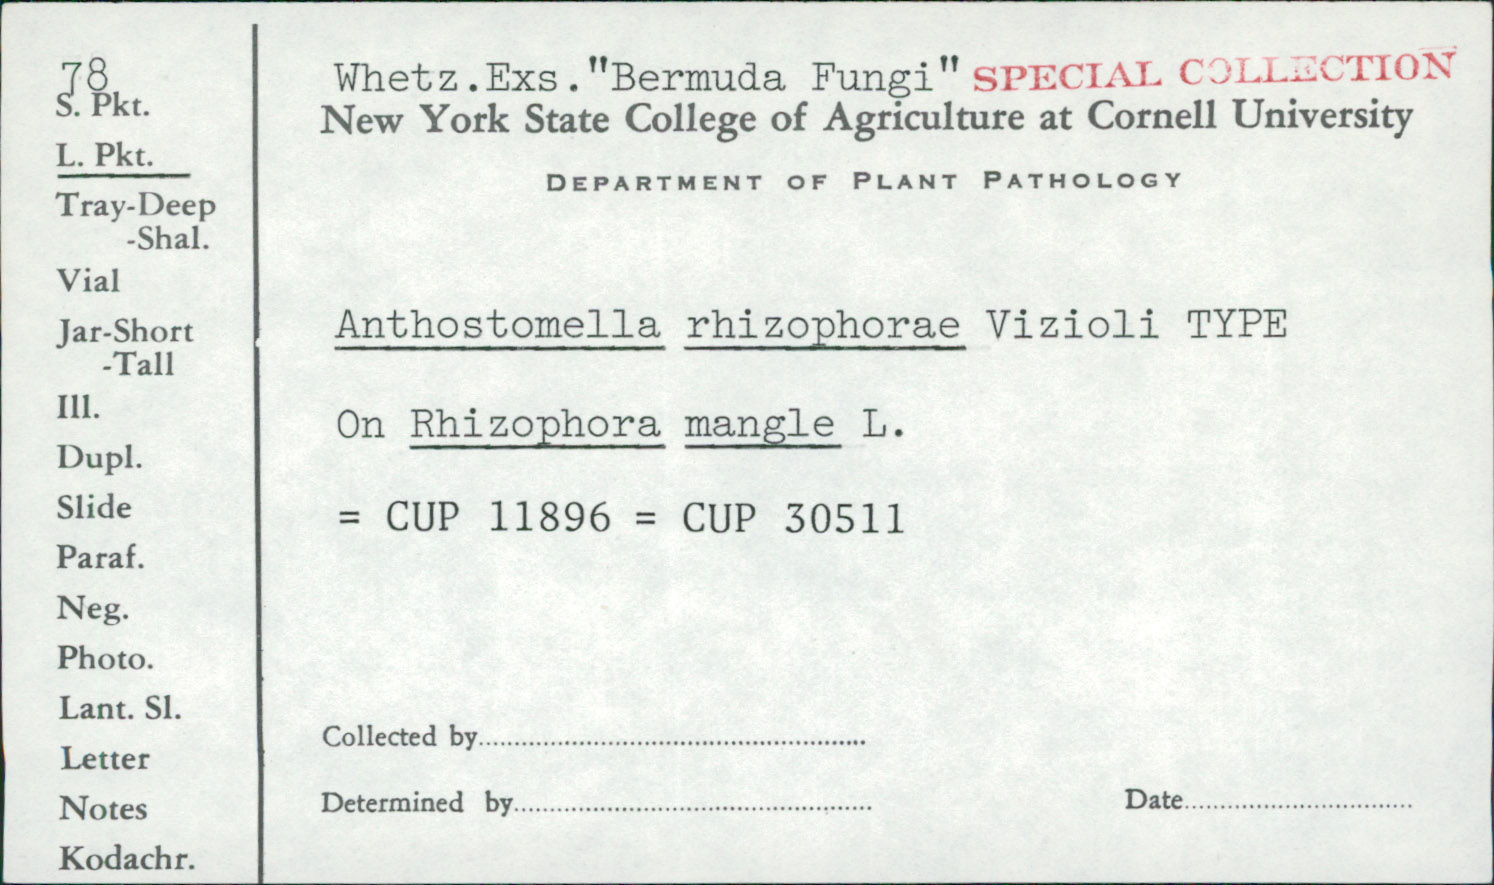 78
S. Pkt.
L. Pkt.
Tray-Deep
-Shal.
Vial
Jar-Short
-Tall
Ill.
Dupl.
Slide
Paraf.
Neg.
Photo.
Lant. Sl.
Letter
Notes
Kodachr.
Whetz.Exs."Bermuda Fungi" SPECIAL COLLECTION
New York State College of Agriculture at Cornell University
DEPARTMENT OF PLANT PATHOLOGY
Anthostomella rhizophorae Vizioli TYPE
On Rhizophora mangle L.
= CUP 11896 = CUP 30511
Collected by
Determined by
Date